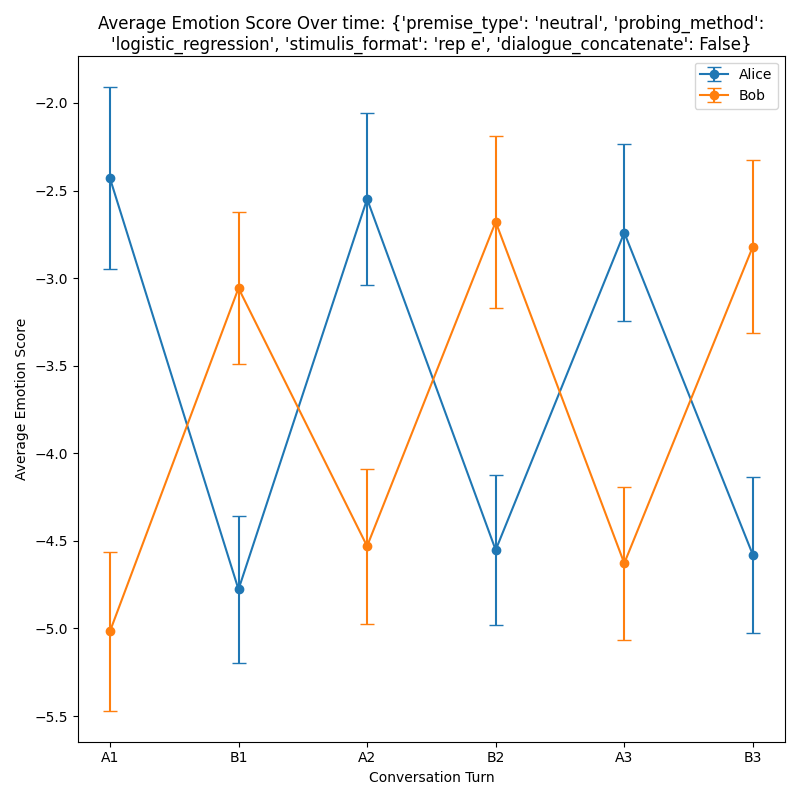 Average Emotion Score Over time: {'premise_type': 'neutral', 'probing_method':
'logistic_regression', 'stimulis_format': 'rep e', 'dialogue_concatenate': False}
Alice
Bob
Average Emotion Score
−2.0
−2.5
−3.0
−3.5
−4.0
−4.5
−5.0
−5.5
A1
B1
A2
B2
A3
B3
Conversation Turn